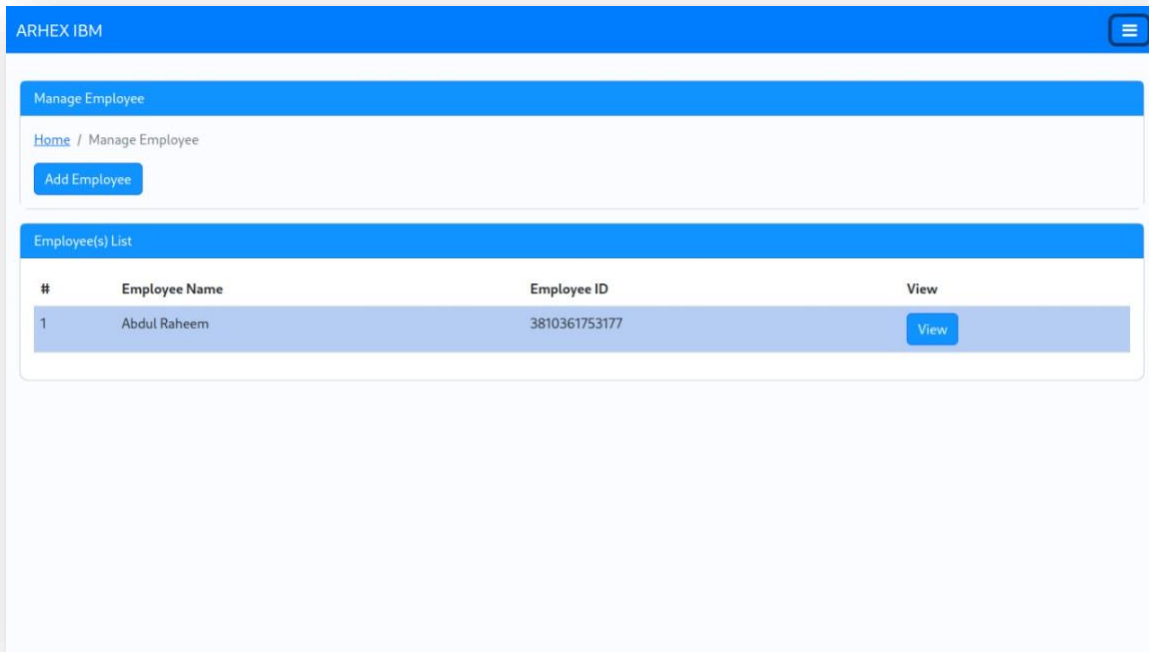 ARHEX IBM
Manage Employee
Home / Manage Employee
Add Employee
Employee(s) List
# Employee Name Employee ID View
1 Abdul Raheem 3810361753177 View